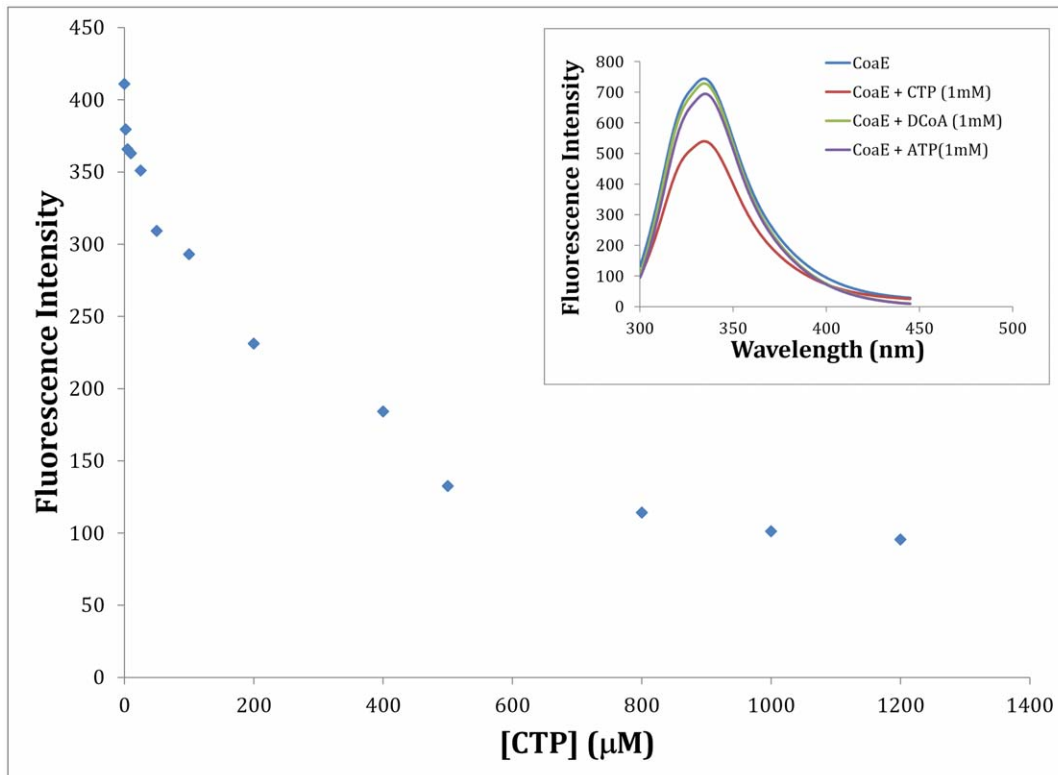 450
400
350
300
250
200
150
100
50
0
Fluorescence Intensity
0 200 400 600 800 1000 1200 1400
[CTP] (μM)
800
700
600
500
400
300
200
100
0
Fluorescence Intensity
CoaE
CoaE + CTP (1mM)
CoaE + DCoA (1mM)
CoaE + ATP(1mM)
300 350 400 450 500
Wavelength (nm)